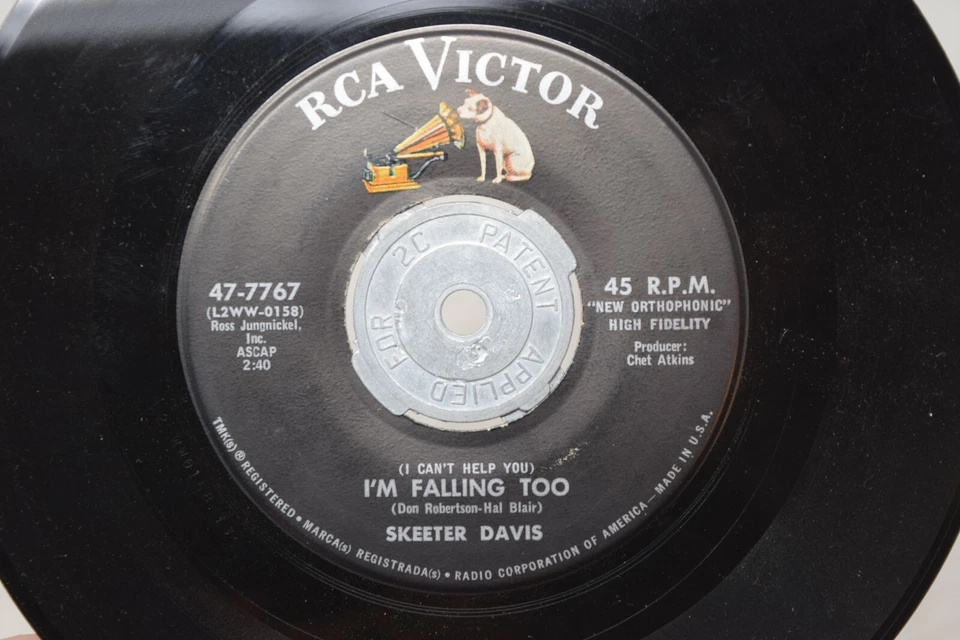 RCA VICTOR
47-7767
(L2WW-0158)
Ross Jungnickel,
Inc.
ASCAP
2:40
2C PATENT APPLIED FOR
45 R.P.M.
"NEW ORTHOPHONIC"
HIGH FIDELITY
Producer:
Chet Atkins
(I CAN'T HELP YOU)
I'M FALLING TOO
(Don Robertson-Hal Blair)
SKEETER DAVIS
TMK(s) ® REGISTERED • MARCA(s) REGISTRADA(s) • RADIO CORPORATION OF AMERICA—MADE IN U.S.A.